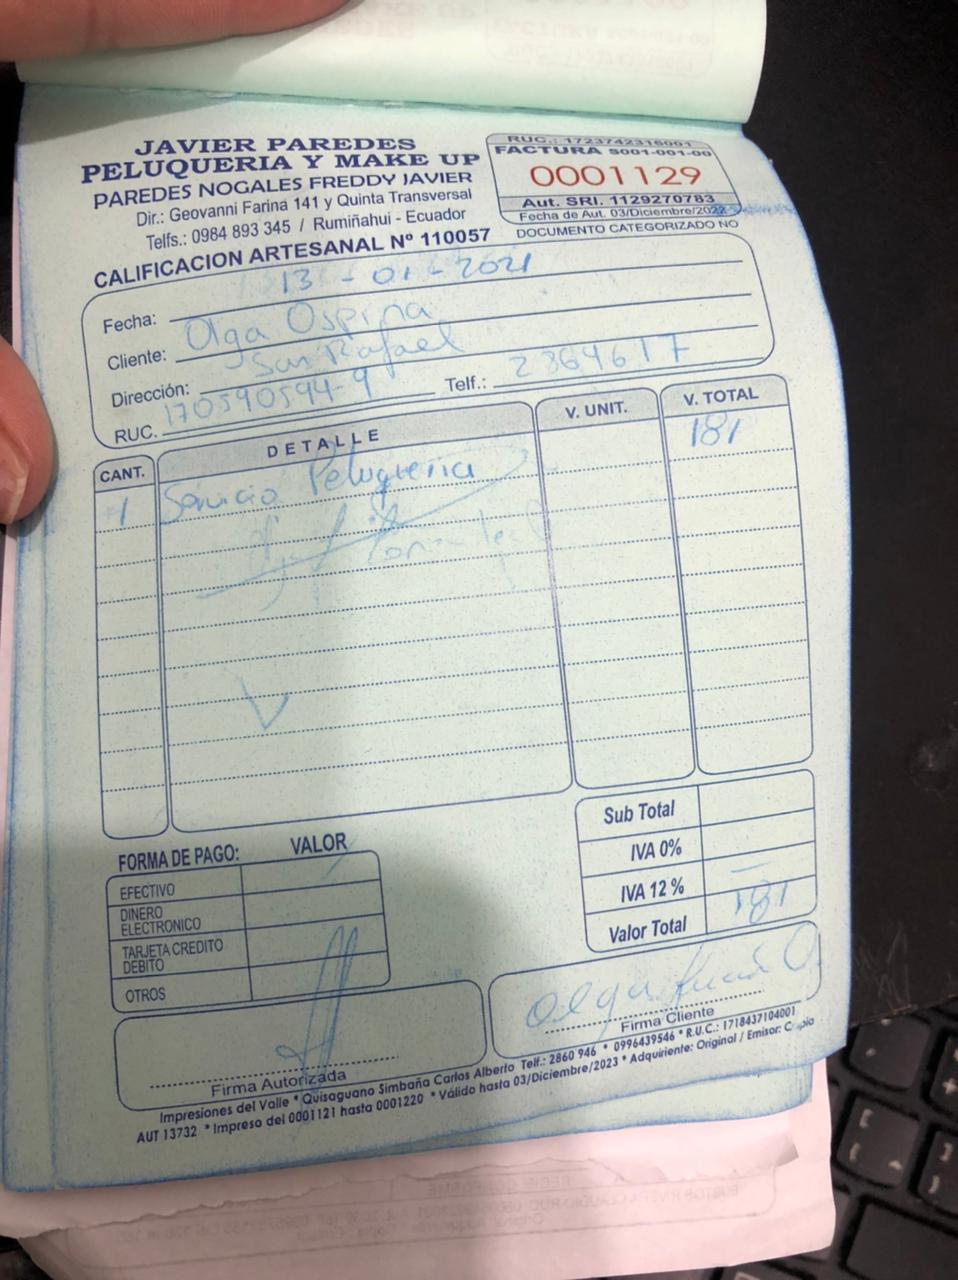 JAVIER PAREDES
PELUQUERIA Y MAKE UP
PAREDES NOGALES FREDDY JAVIER
Dir.: Geovanni Farina 141 y Quinta Transversal
Telfs.: 0984 893 345 / Rumiñahui - Ecuador
CALIFICACION ARTESANAL Nº 110057
RUC.: 1723742316001
FACTURA S001-001-00
0001129
Aut. SRI. 1129270783
Fecha de Aut. 03/Diciembre/2022
DOCUMENTO CATEGORIZADO NO
Fecha: 13 - 01 - 2021
Cliente: Olga Ospina
Dirección: San Rafael
RUC. 170590594-9 Telf.: 2364617
CANT. DETALLE V. UNIT. V. TOTAL
1 Servicio Peluqueria 181
FORMA DE PAGO: VALOR
EFECTIVO
DINERO
ELECTRONICO
TARJETA CREDITO
DEBITO
OTROS
Sub Total
IVA 0%
IVA 12 % –
Valor Total 181
Firma Autorizada
Olga
Firma Cliente
Impresiones del Valle * Quisaguano Simbaña Carlos Alberto Telf.: 2860 946 * 0996439546 * R.U.C.: 1718437104001
AUT 13732 * Impreso del 0001121 hasta 0001220 * Válido hasta 03/Diciembre/2023 * Adquiriente: Original / Emisor: Copia